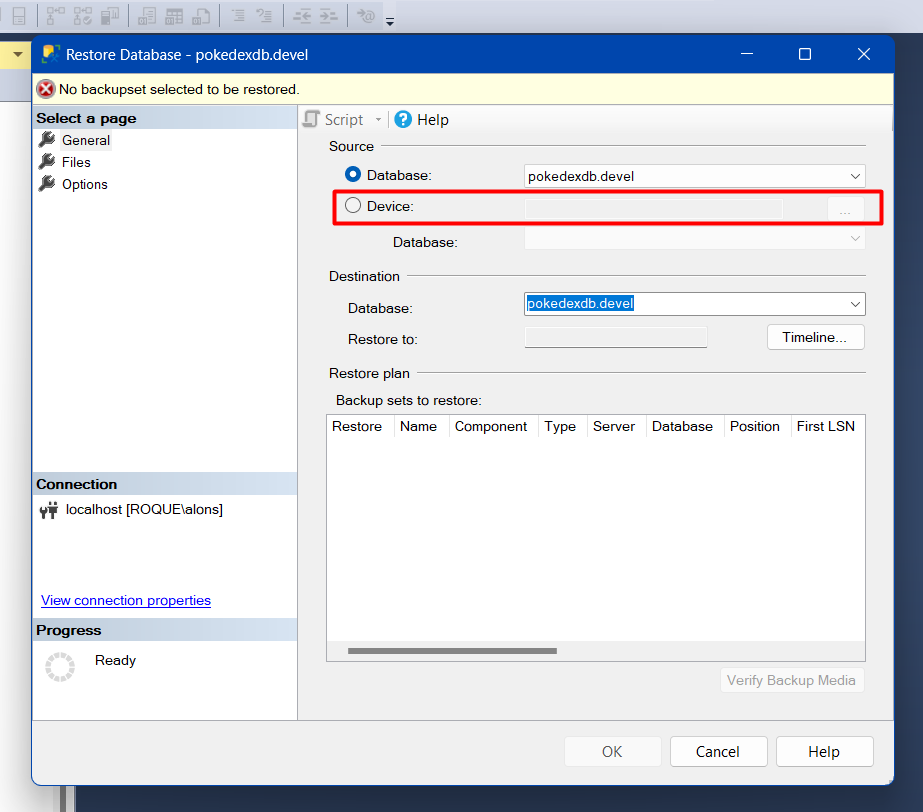 Restore Database - pokedexdb.devel
No backupset selected to be restored.
Select a page
General
Files
Options
Script
Help
Source
Database: pokedexdb.devel
Device: ...
Database:
Destination
Database: pokedexdb.devel
Restore to: Timeline...
Restore plan
Backup sets to restore:
Restore Name Component Type Server Database Position First LSN
Connection
localhost [ROQUE\alons]
View connection properties
Progress
Ready
Verify Backup Media
OK Cancel Help